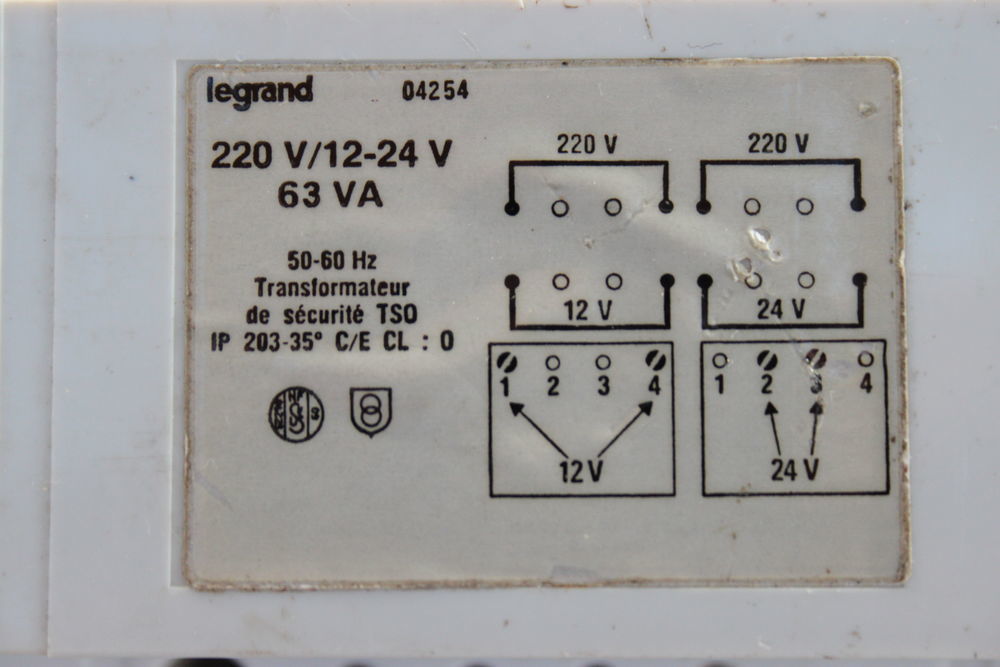 legrand 04254
220 V/12-24 V
63 VA
50-60 Hz
Transformateur
de sécurité TSO
IP 203-35° C/E CL : 0
220 V 220 V
12 V 24 V
1 2 3 4 1 2 3 4
12 V 24 V